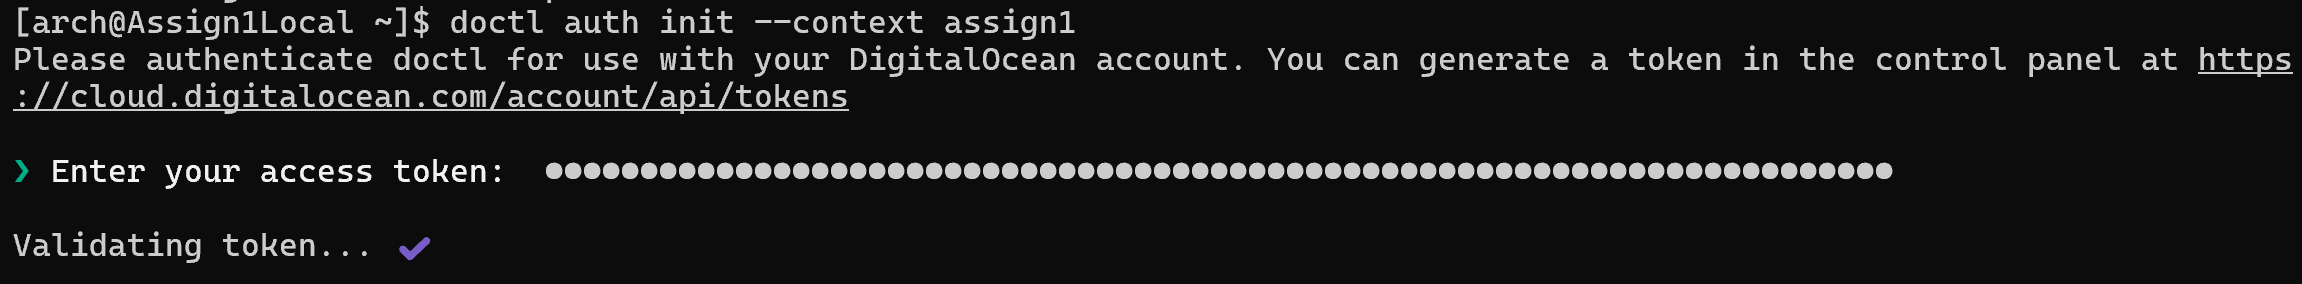 [arch@Assign1Local ~]$ doctl auth init --context assign1
Please authenticate doctl for use with your DigitalOcean account. You can generate a token in the control panel at https
://cloud.digitalocean.com/account/api/tokens
❯ Enter your access token: ●●●●●●●●●●●●●●●●●●●●●●●●●●●●●●●●●●●●●●●●●●●●●●●●●●●●●●●●●●●●●●●●●●●●●●●
Validating token... ✔